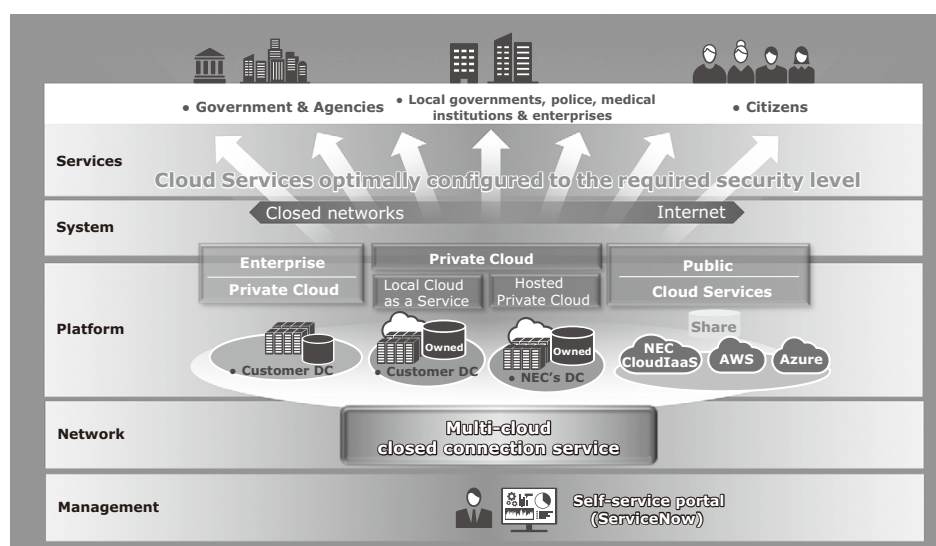 • Government & Agencies
• Local governments, police, medical
institutions & enterprises
• Citizens
Services
Cloud Services optimally configured to the required security level
Closed networks
Internet
System
Enterprise
Private Cloud
Private Cloud
Local Cloud
as a Service
Hosted
Private Cloud
Public
Cloud Services
Platform
Share
Owned
Owned
NEC
CloudIaaS
AWS
Azure
• Customer DC
• Customer DC
• NEC's DC
Network
Multi-cloud
closed connection service
Management
Self-service portal
(ServiceNow)